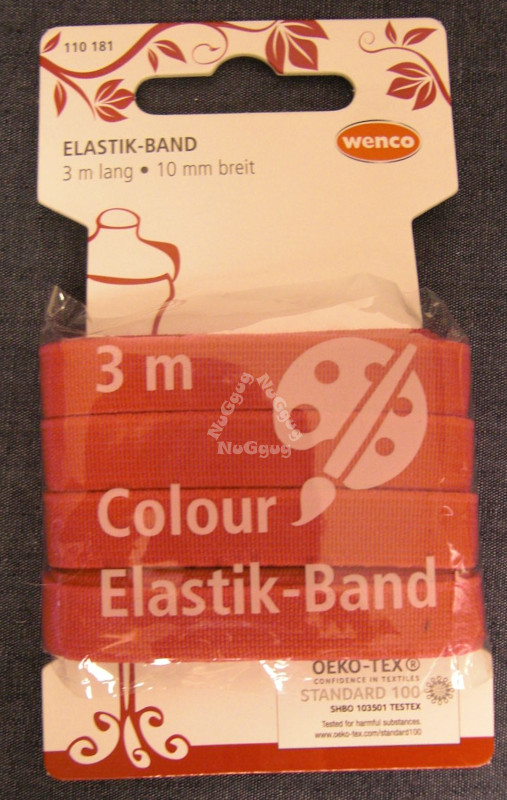 110 181
ELASTIK-BAND
3 m lang • 10 mm breit
wenco
3 m
NuGgug
NuGgug
NuGgug
Colour
Elastik-Band
OEKO-TEX®
CONFIDENCE IN TEXTILES
STANDARD 100
SHBO 103501 TESTEX
Tested for harmful substances
www.oeko-tex.com/standard100